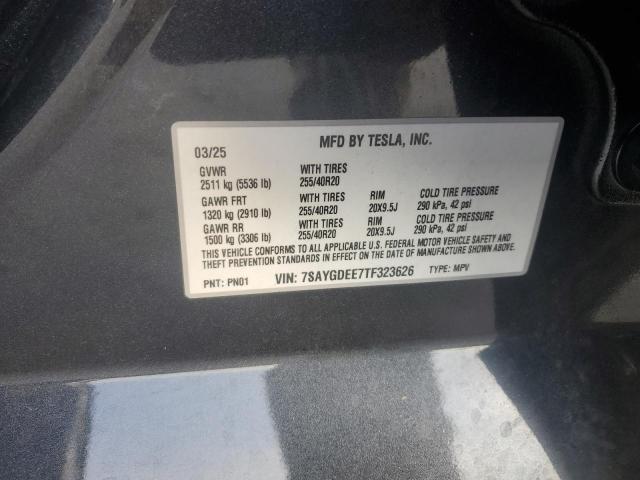 MFD BY TESLA, INC.
03/25
GVWR WITH TIRES
2511 kg (5536 lb) 255/40R20
GAWR FRT WITH TIRES RIM COLD TIRE PRESSURE
1320 kg (2910 lb) 255/40R20 20X9.5J 290 kPa, 42 psi
GAWR RR WITH TIRES RIM COLD TIRE PRESSURE
1500 kg (3306 lb) 255/40R20 20X9.5J 290 kPa, 42 psi
THIS VEHICLE CONFORMS TO ALL APPLICABLE U.S. FEDERAL MOTOR VEHICLE SAFETY AND
THEFT PREVENTION STANDARDS IN EFFECT ON THE DATE OF MANUFACTURE SHOWN ABOVE.
PNT: PN01 VIN: 7SAYGDEE7TF323626 TYPE: MPV